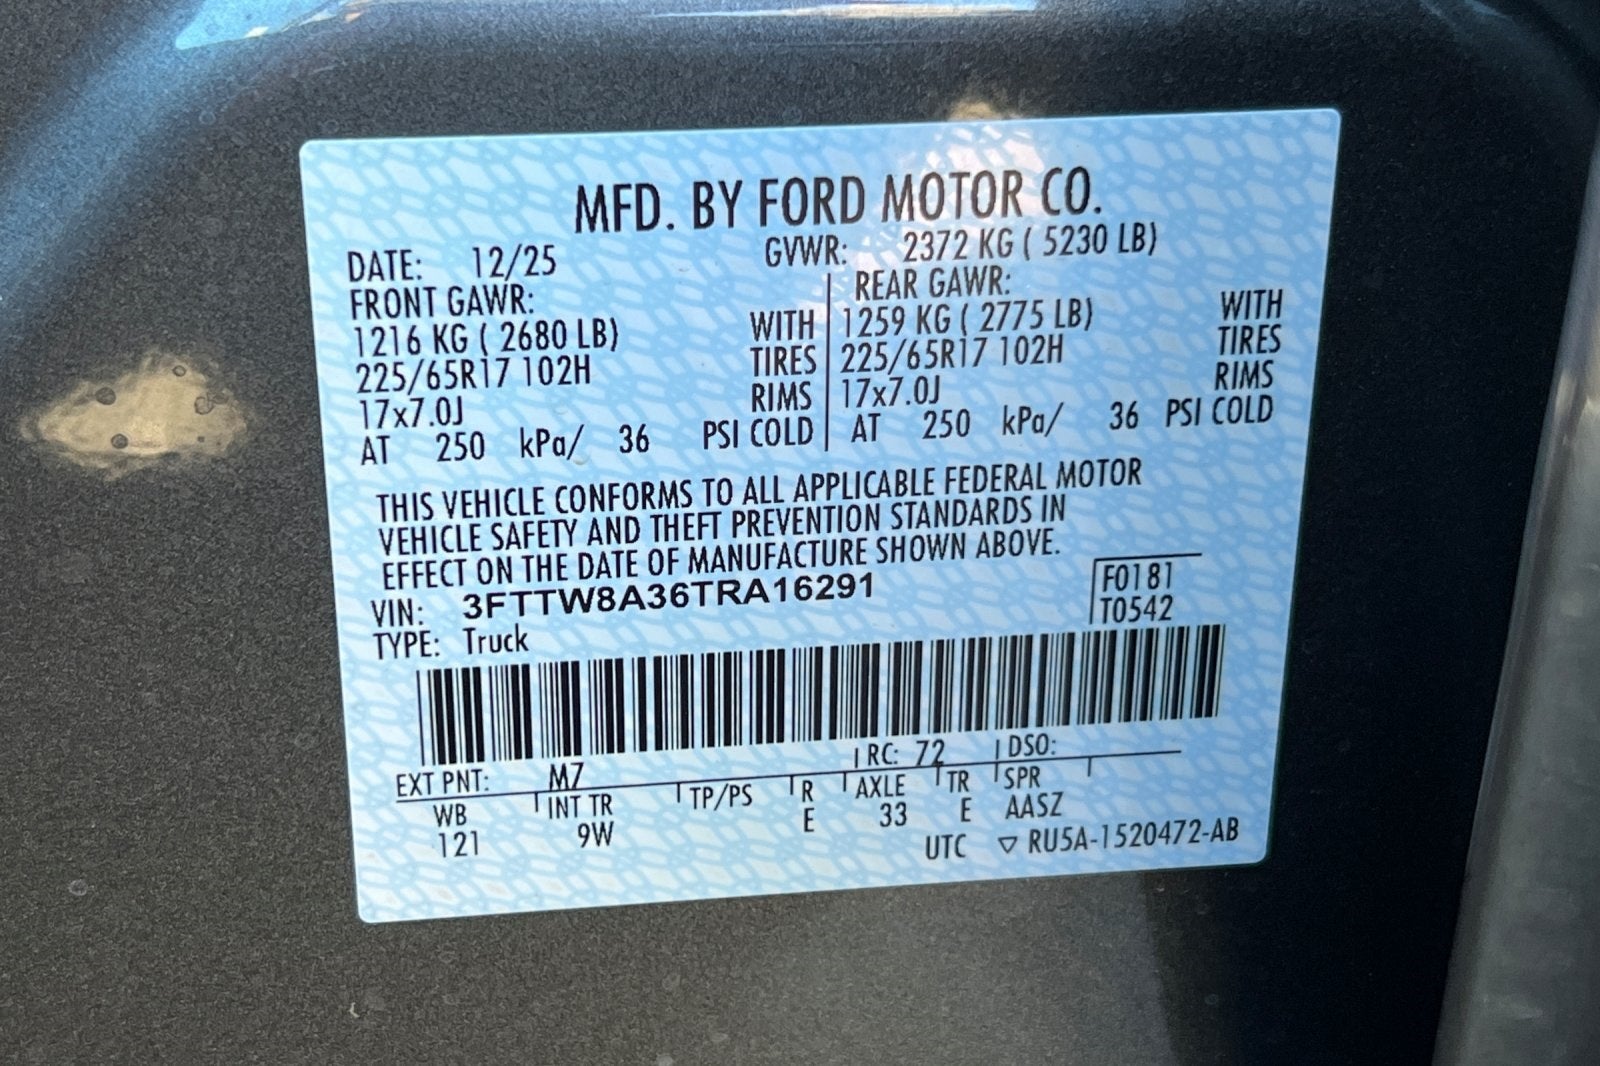 MFD. BY FORD MOTOR CO.
DATE: 12/25 GVWR: 2372 KG ( 5230 LB)
FRONT GAWR: REAR GAWR:
1216 KG ( 2680 LB) WITH 1259 KG ( 2775 LB) WITH
225/65R17 102H TIRES 225/65R17 102H TIRES
17x7.0J RIMS 17x7.0J RIMS
AT 250 kPa/ 36 PSI COLD AT 250 kPa/ 36 PSI COLD
THIS VEHICLE CONFORMS TO ALL APPLICABLE FEDERAL MOTOR
VEHICLE SAFETY AND THEFT PREVENTION STANDARDS IN
EFFECT ON THE DATE OF MANUFACTURE SHOWN ABOVE.
VIN: 3FTTW8A36TRA16291 F0181
TYPE: Truck T0542
EXT PNT: M7 RC: 72 DSO:
WB INT TR TP/PS R AXLE TR SPR
121 9W E 33 E AASZ
UTC ▽ RU5A-1520472-AB